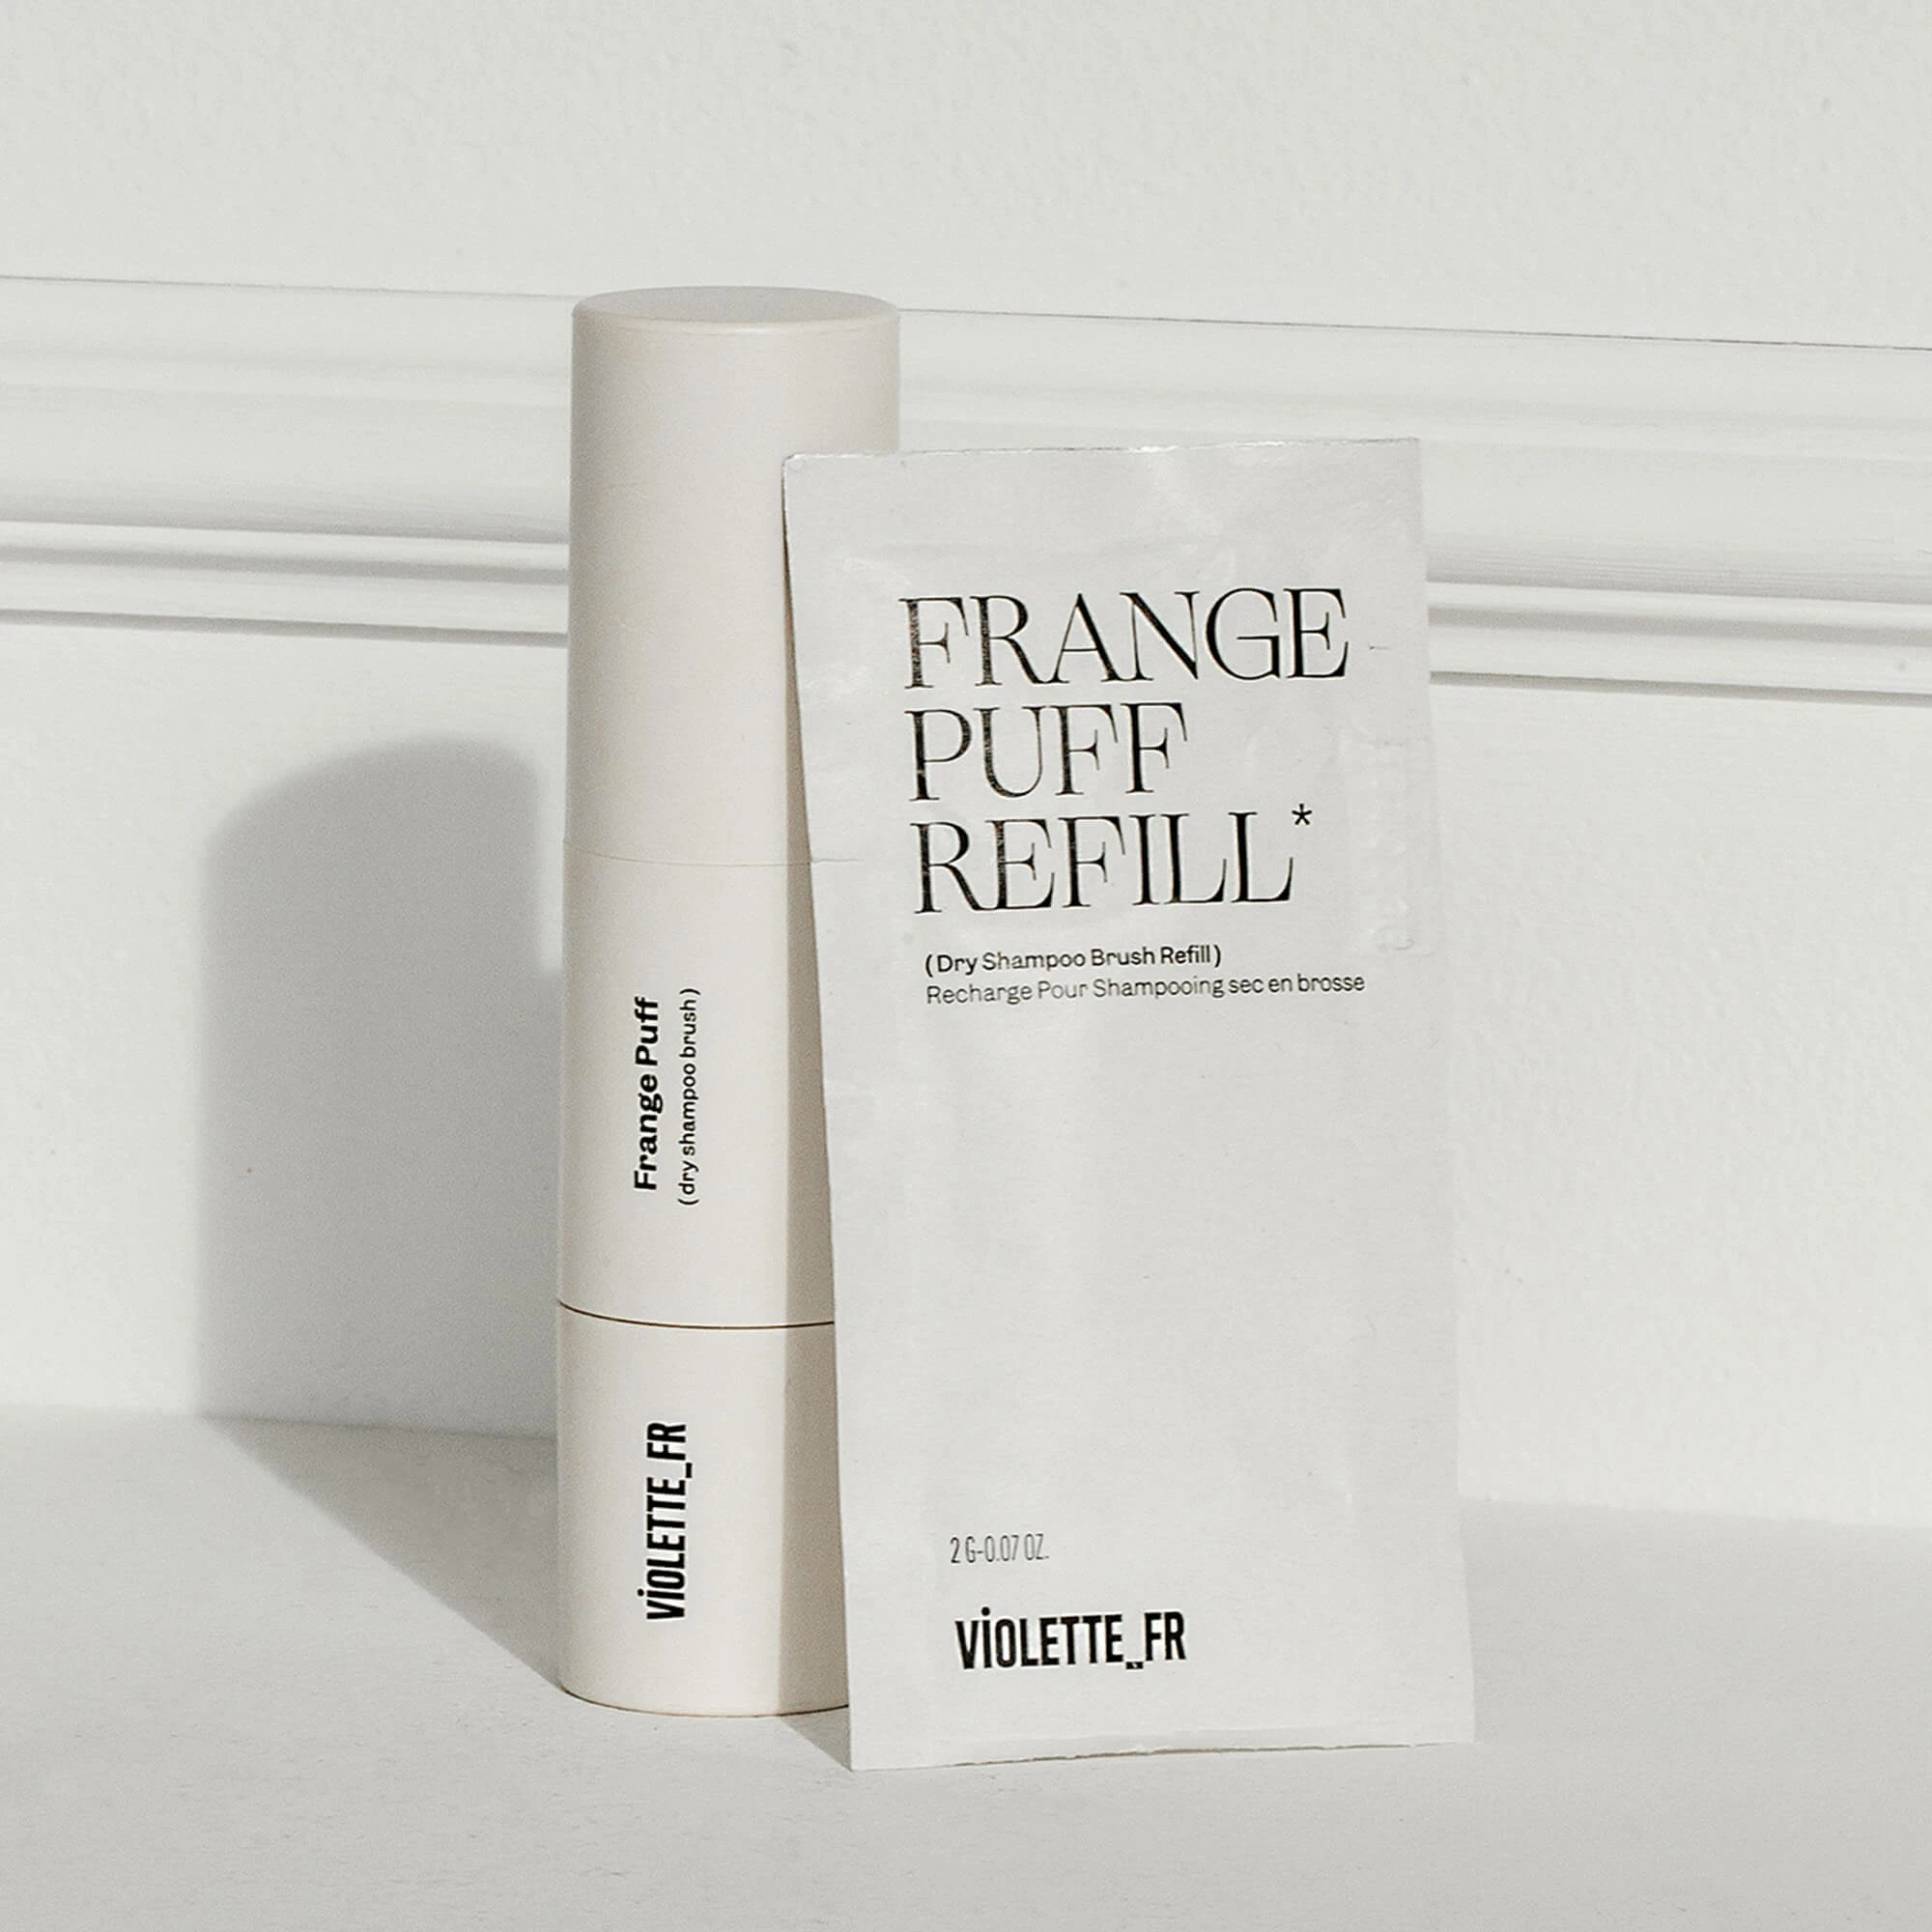 Frange Puff
(dry shampoo brush)
VIOLETTE_FR
FRANGE
PUFF
REFILL*
(Dry Shampoo Brush Refill)
Recharge Pour Shampooing sec en brosse
2 G-0.07 OZ.
VIOLETTE_FR